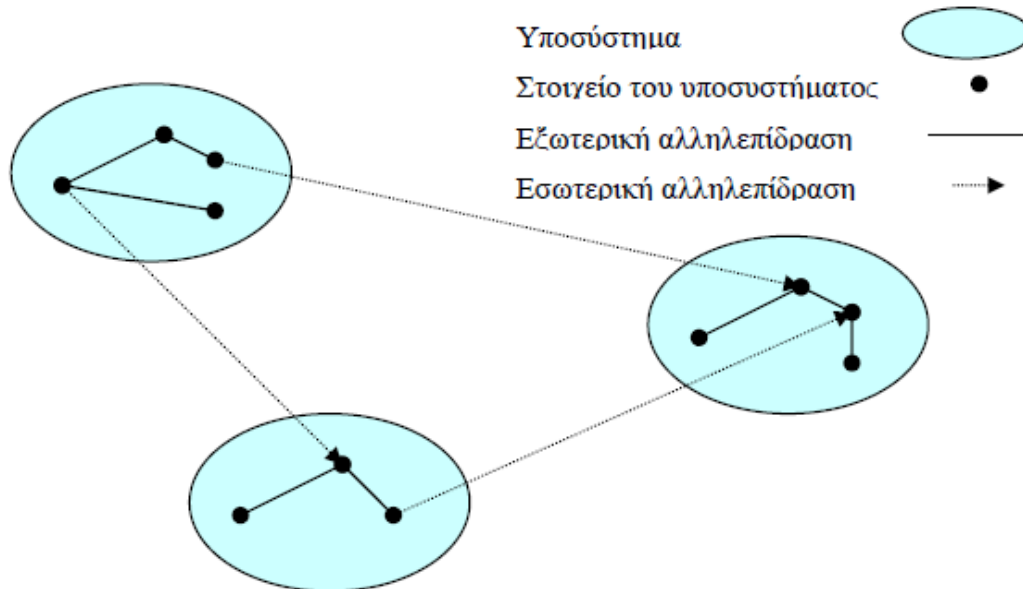 Υποσύστημα
Στοιχείο του υποσυστήματος
Εξωτερική αλληλεπίδραση
Εσωτερική αλληλεπίδραση